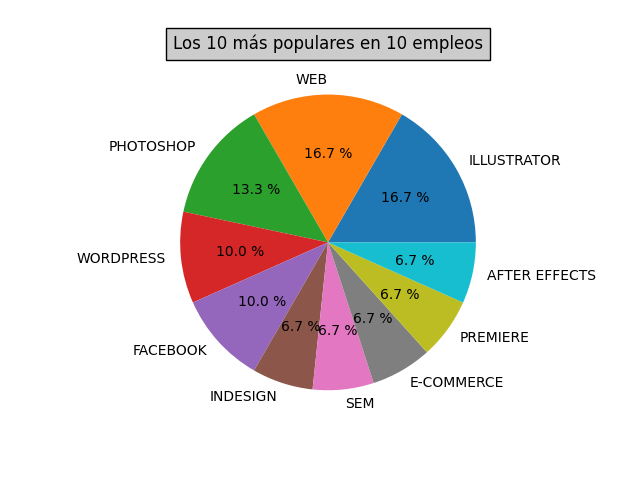 Los 10 más populares en 10 empleos
WEB
16.7 %
ILLUSTRATOR
16.7 %
PHOTOSHOP
13.3 %
WORDPRESS
10.0 %
FACEBOOK
10.0 %
INDESIGN
6.7 %
SEM
6.7 %
E-COMMERCE
6.7 %
PREMIERE
6.7 %
AFTER EFFECTS
6.7 %